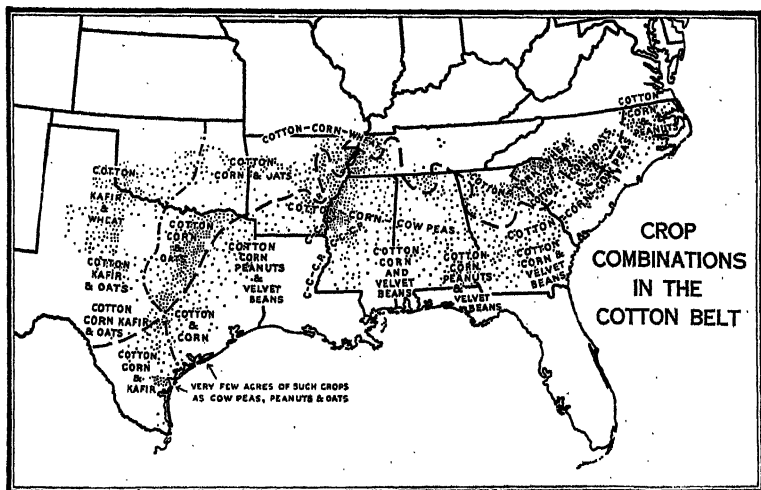 CROP
COMBINATIONS
IN THE
COTTON BELT
COTTON
CORN
&
PEANUTS
COTTON-CORN-WHEAT
COTTON
CORN & OATS
COTTON
KAFIR
&
WHEAT
COTTON
CORN
&
OATS
COTTON
KAFIR
& OATS
COTTON
CORN KAFIR
& OATS
COTTON
&
CORN
COTTON
CORN
&
KAFIR
COTTON
CORN
PEANUTS
&
VELVET
BEANS
C-C-C.P.
CORN
COW PEAS
COTTON
CORN
AND
VELVET
BEANS
COTTON
CORN
PEANUTS
&
VELVET
BEANS
COTTON
COTTON
CORN &
VELVET
BEANS
VERY FEW ACRES OF SUCH CROPS
AS COW PEAS, PEANUTS & OATS